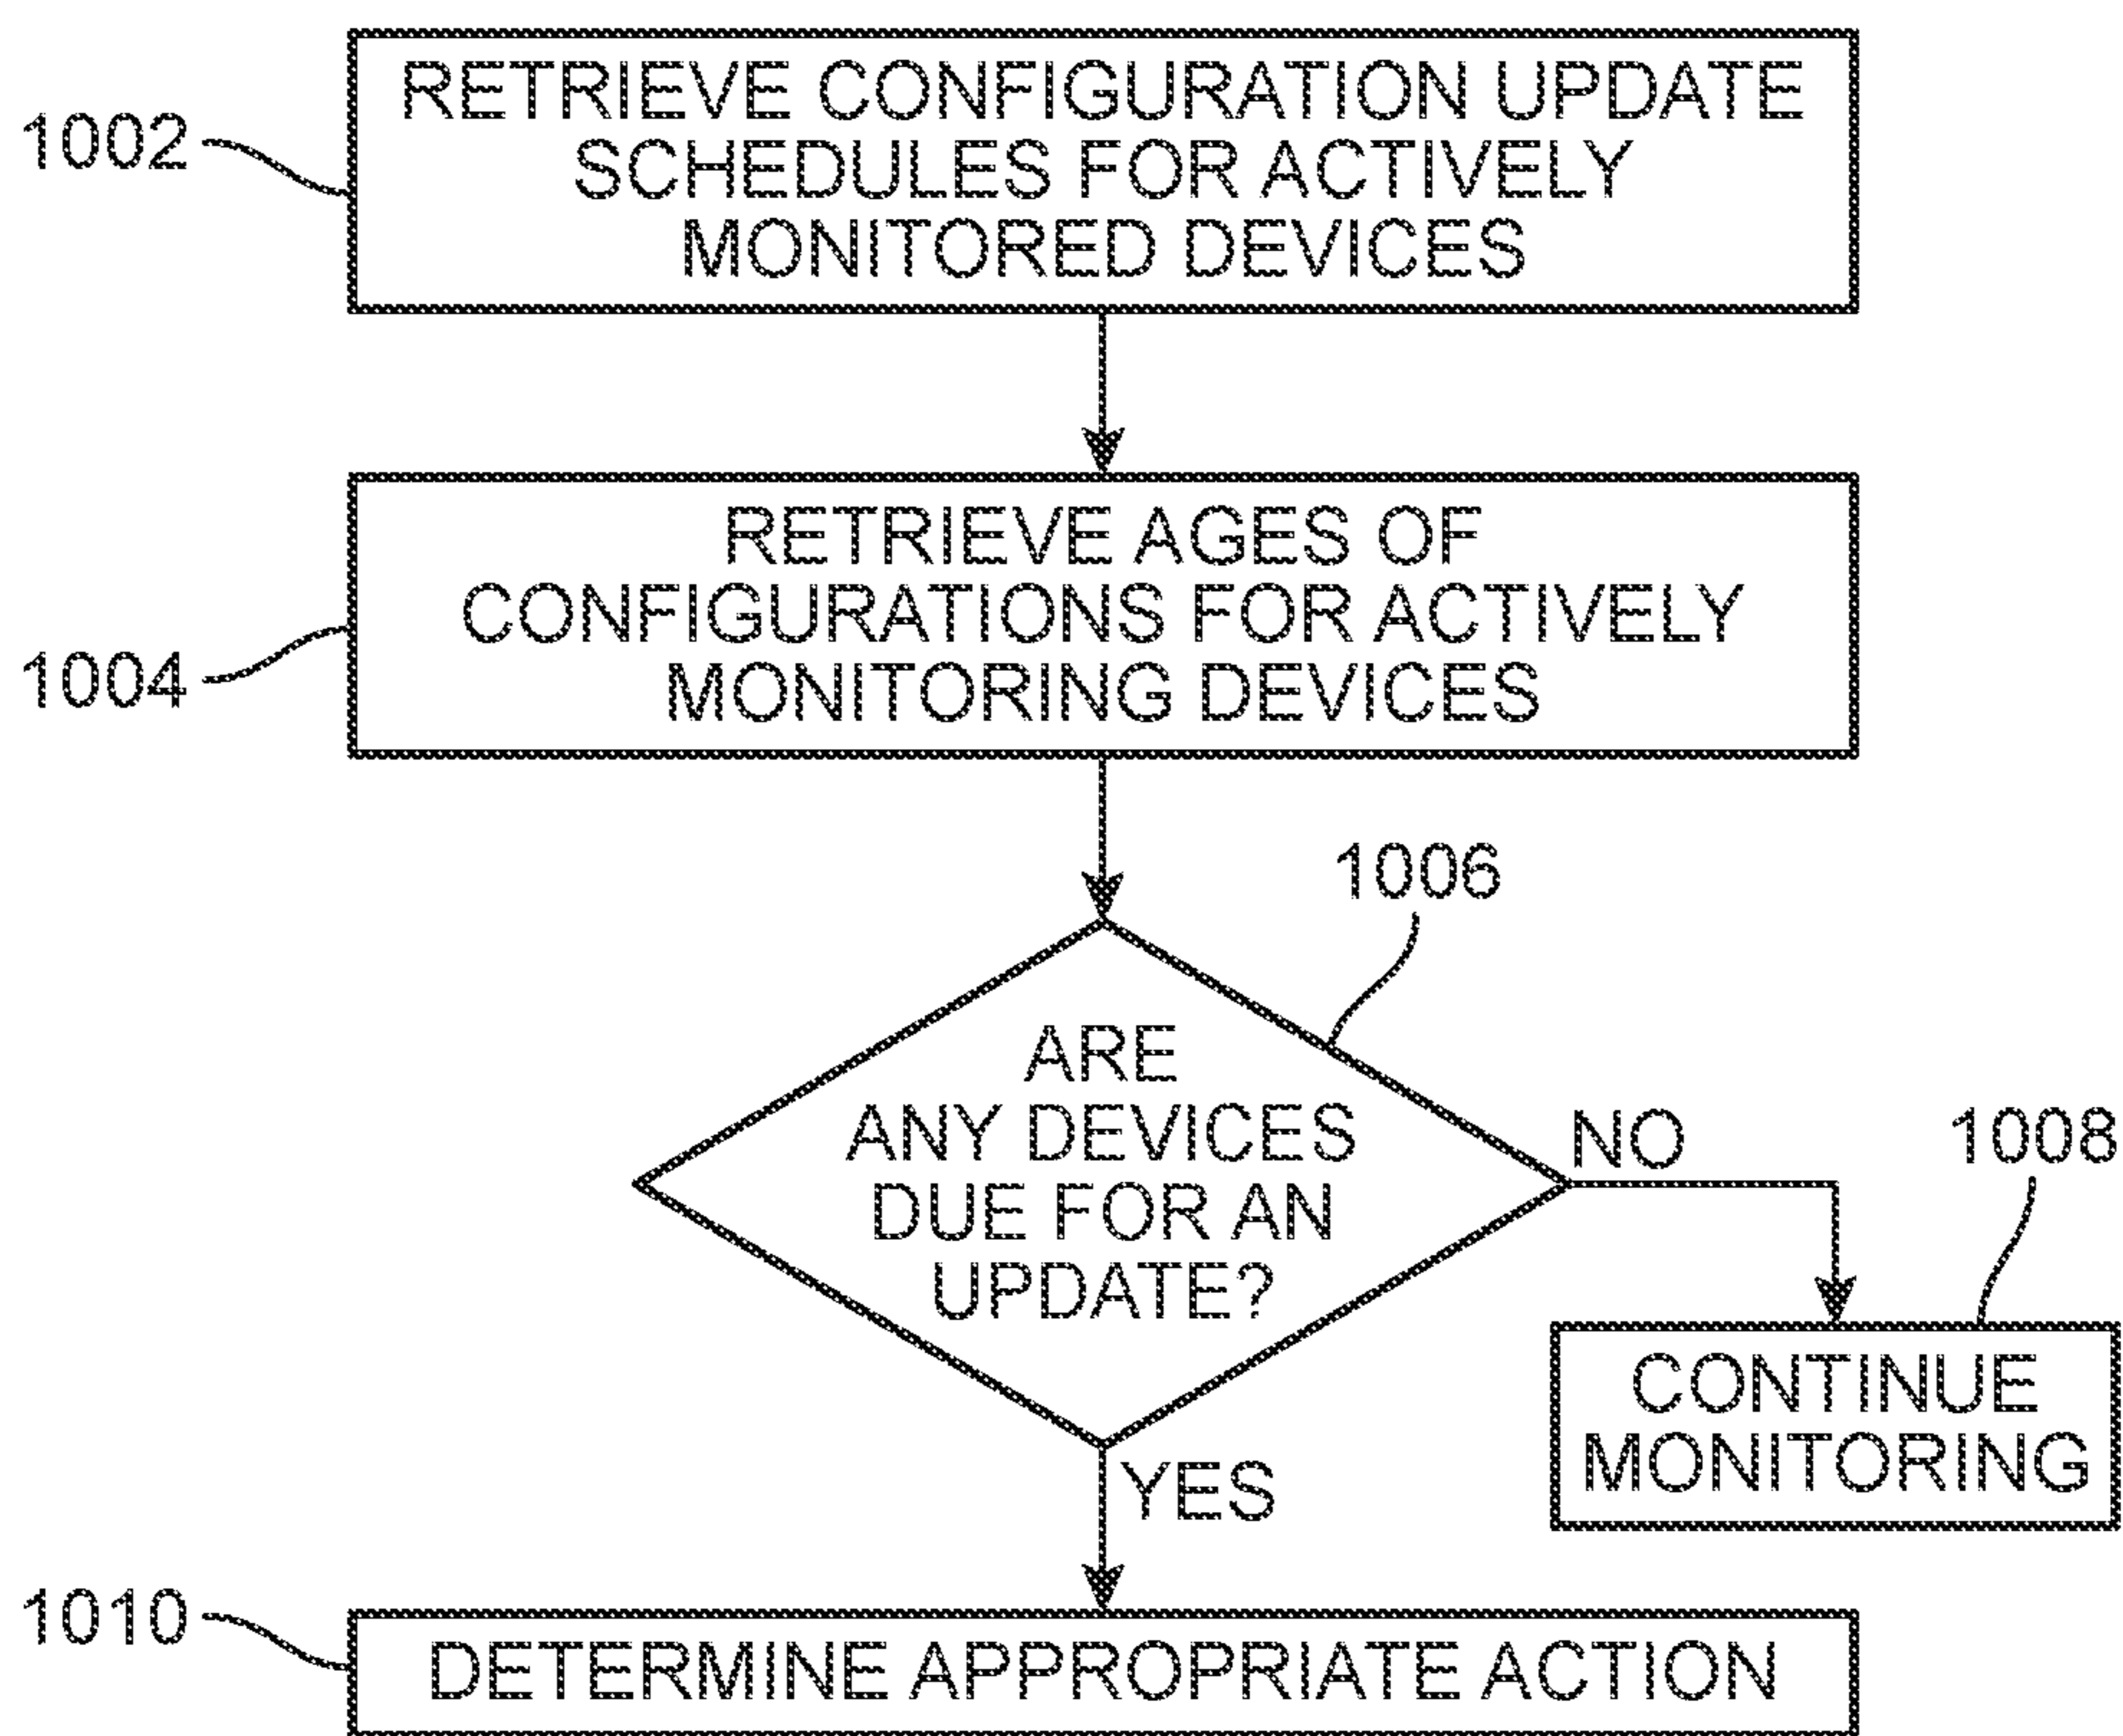 RETRIEVE CONFIGURATION UPDATE
SCHEDULES FOR ACTIVELY
MONITORED DEVICES
1002
RETRIEVE AGES OF
CONFIGURATIONS FOR ACTIVELY
MONITORING DEVICES
1004
1006
ARE
ANY DEVICES
DUE FOR AN
UPDATE?
NO
1008
CONTINUE
MONITORING
YES
1010
DETERMINE APPROPRIATE ACTION